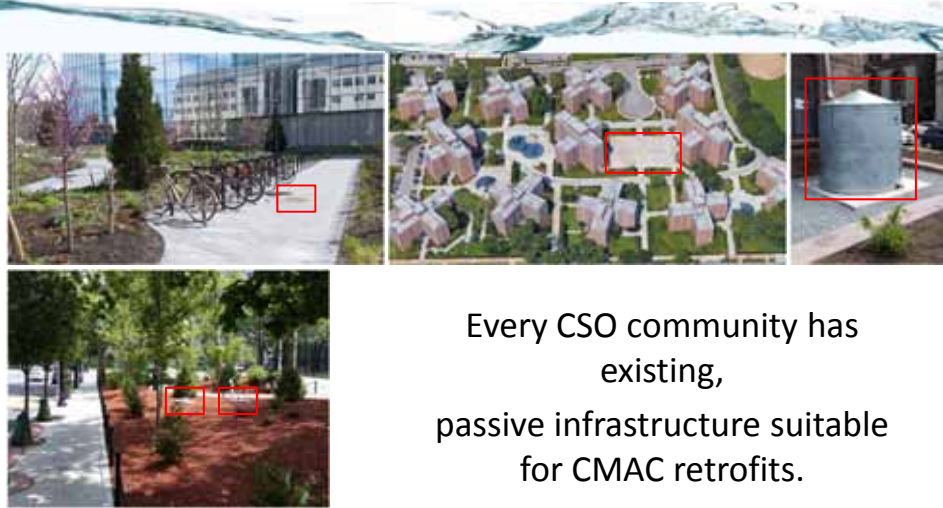 Every CSO community has
existing,
passive infrastructure suitable
for CMAC retrofits.